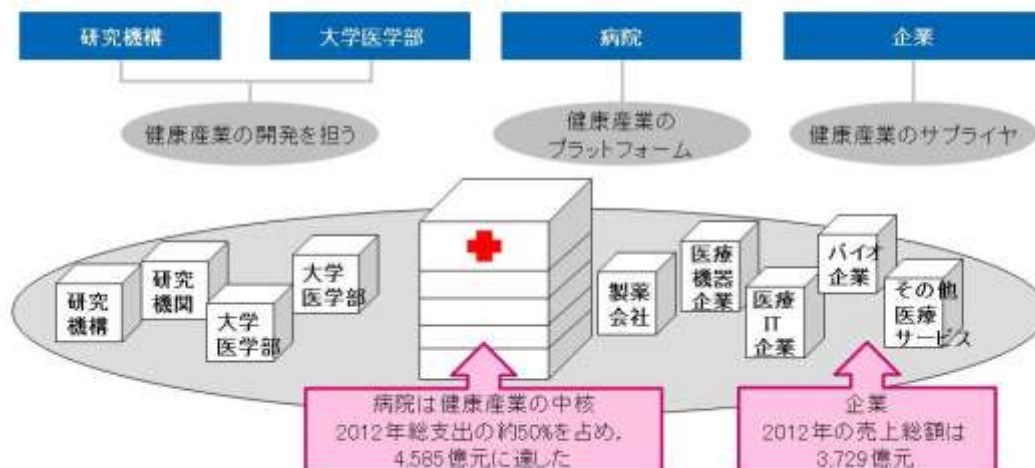 研究機構
大学医学部
病院
企業
健康産業の開発を担う
健康産業の
プラットフォーム
健康産業のサプライヤ
研究
機構
研究
機関
大学
医学部
大学
医学部
製薬
会社
医療
機器
企業
医療
IT
企業
バイオ
企業
その他
医療
サービス
病院は健康産業の中核
2012年総支出の約50%を占め,
4.585億元に達した
企業
2012年の売上総額は
3.729億元